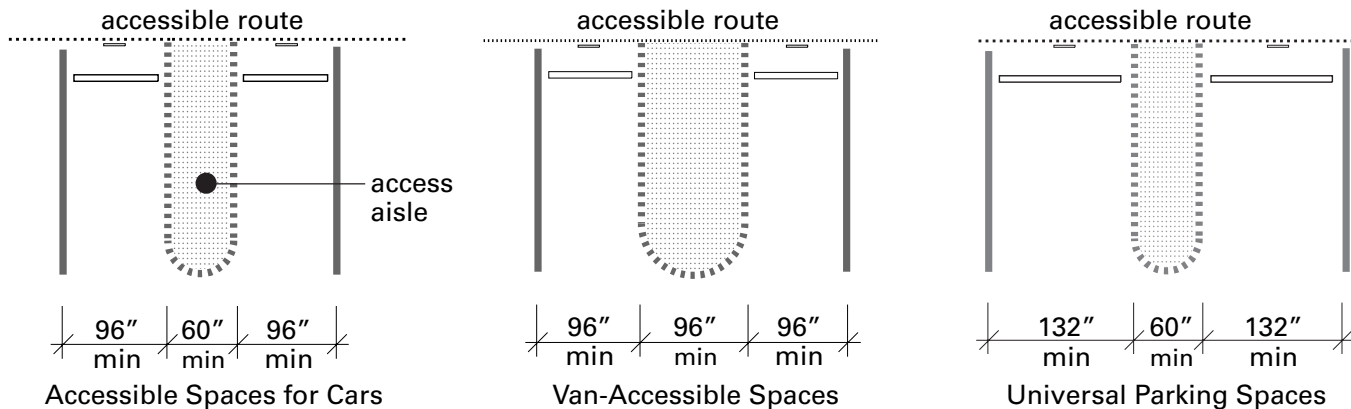 accessible route
accessible route
accessible route
access
aisle
96″ 60″ 96″
min min min
96″ 96″ 96″
min min min
132″ 60″ 132″
min min min
Accessible Spaces for Cars
Van-Accessible Spaces
Universal Parking Spaces